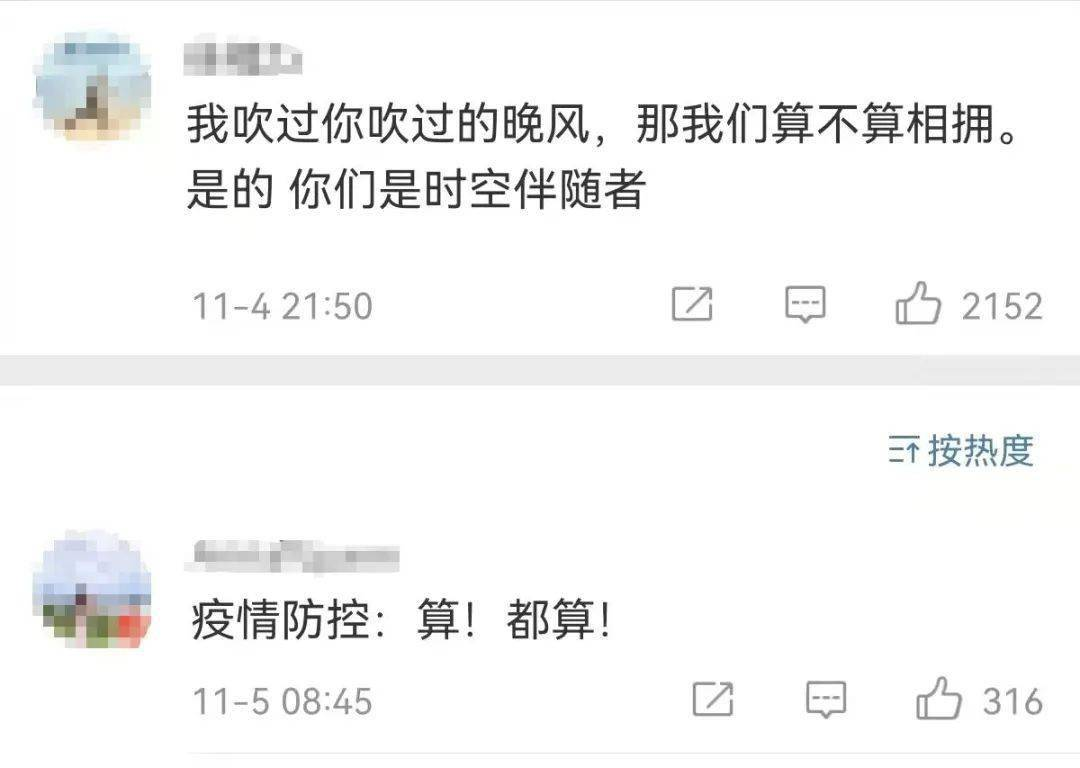 我吹过你吹过的晚风，那我们算不算相拥。
是的 你们是时空伴随者
11-4 21:50
2152
按热度
疫情防控：算！都算！
11-5 08:45
316